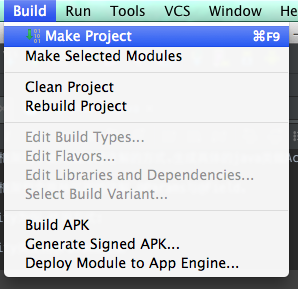 Build Run Tools VCS Window He
Make Project ⌘F9
Make Selected Modules
Clean Project
Rebuild Project
Edit Build Types...
Edit Flavors...
Edit Libraries and Dependencies...
Select Build Variant...
Build APK
Generate Signed APK...
Deploy Module to App Engine...